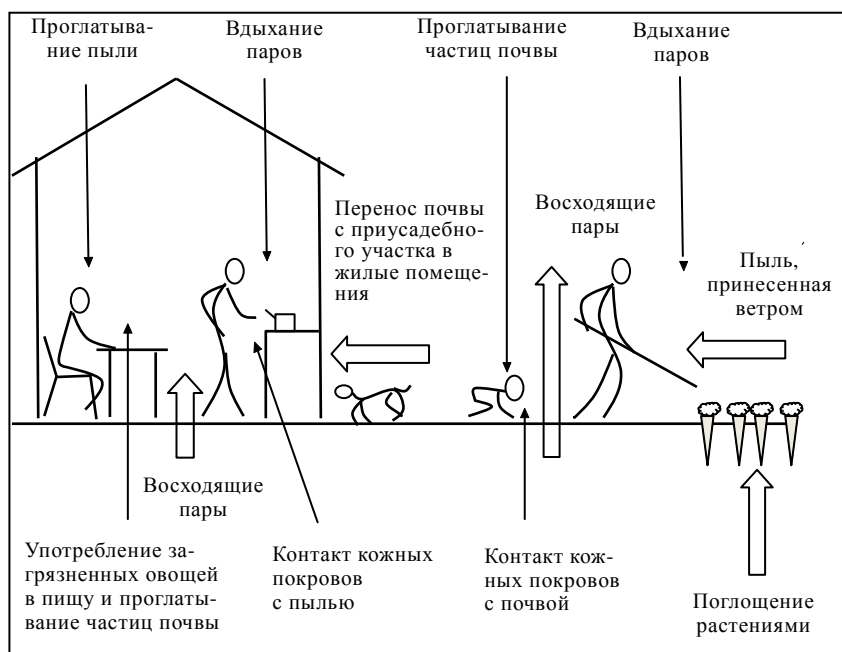 Проглатыва-
ние пыли
Вдыхание
паров
Проглатывание
частиц почвы
Вдыхание
паров
Перенос почвы
с приусадебно-
го участка в
жилые помеще-
ния
Восходящие
пары
Пыль,
принесенная
ветром
Восходящие
пары
Употребление за-
грязненных овощей
в пищу и проглаты-
вание частиц почвы
Контакт кожных
покровов
с пылью
Контакт кож-
ных покровов
с почвой
Поглощение
растениями